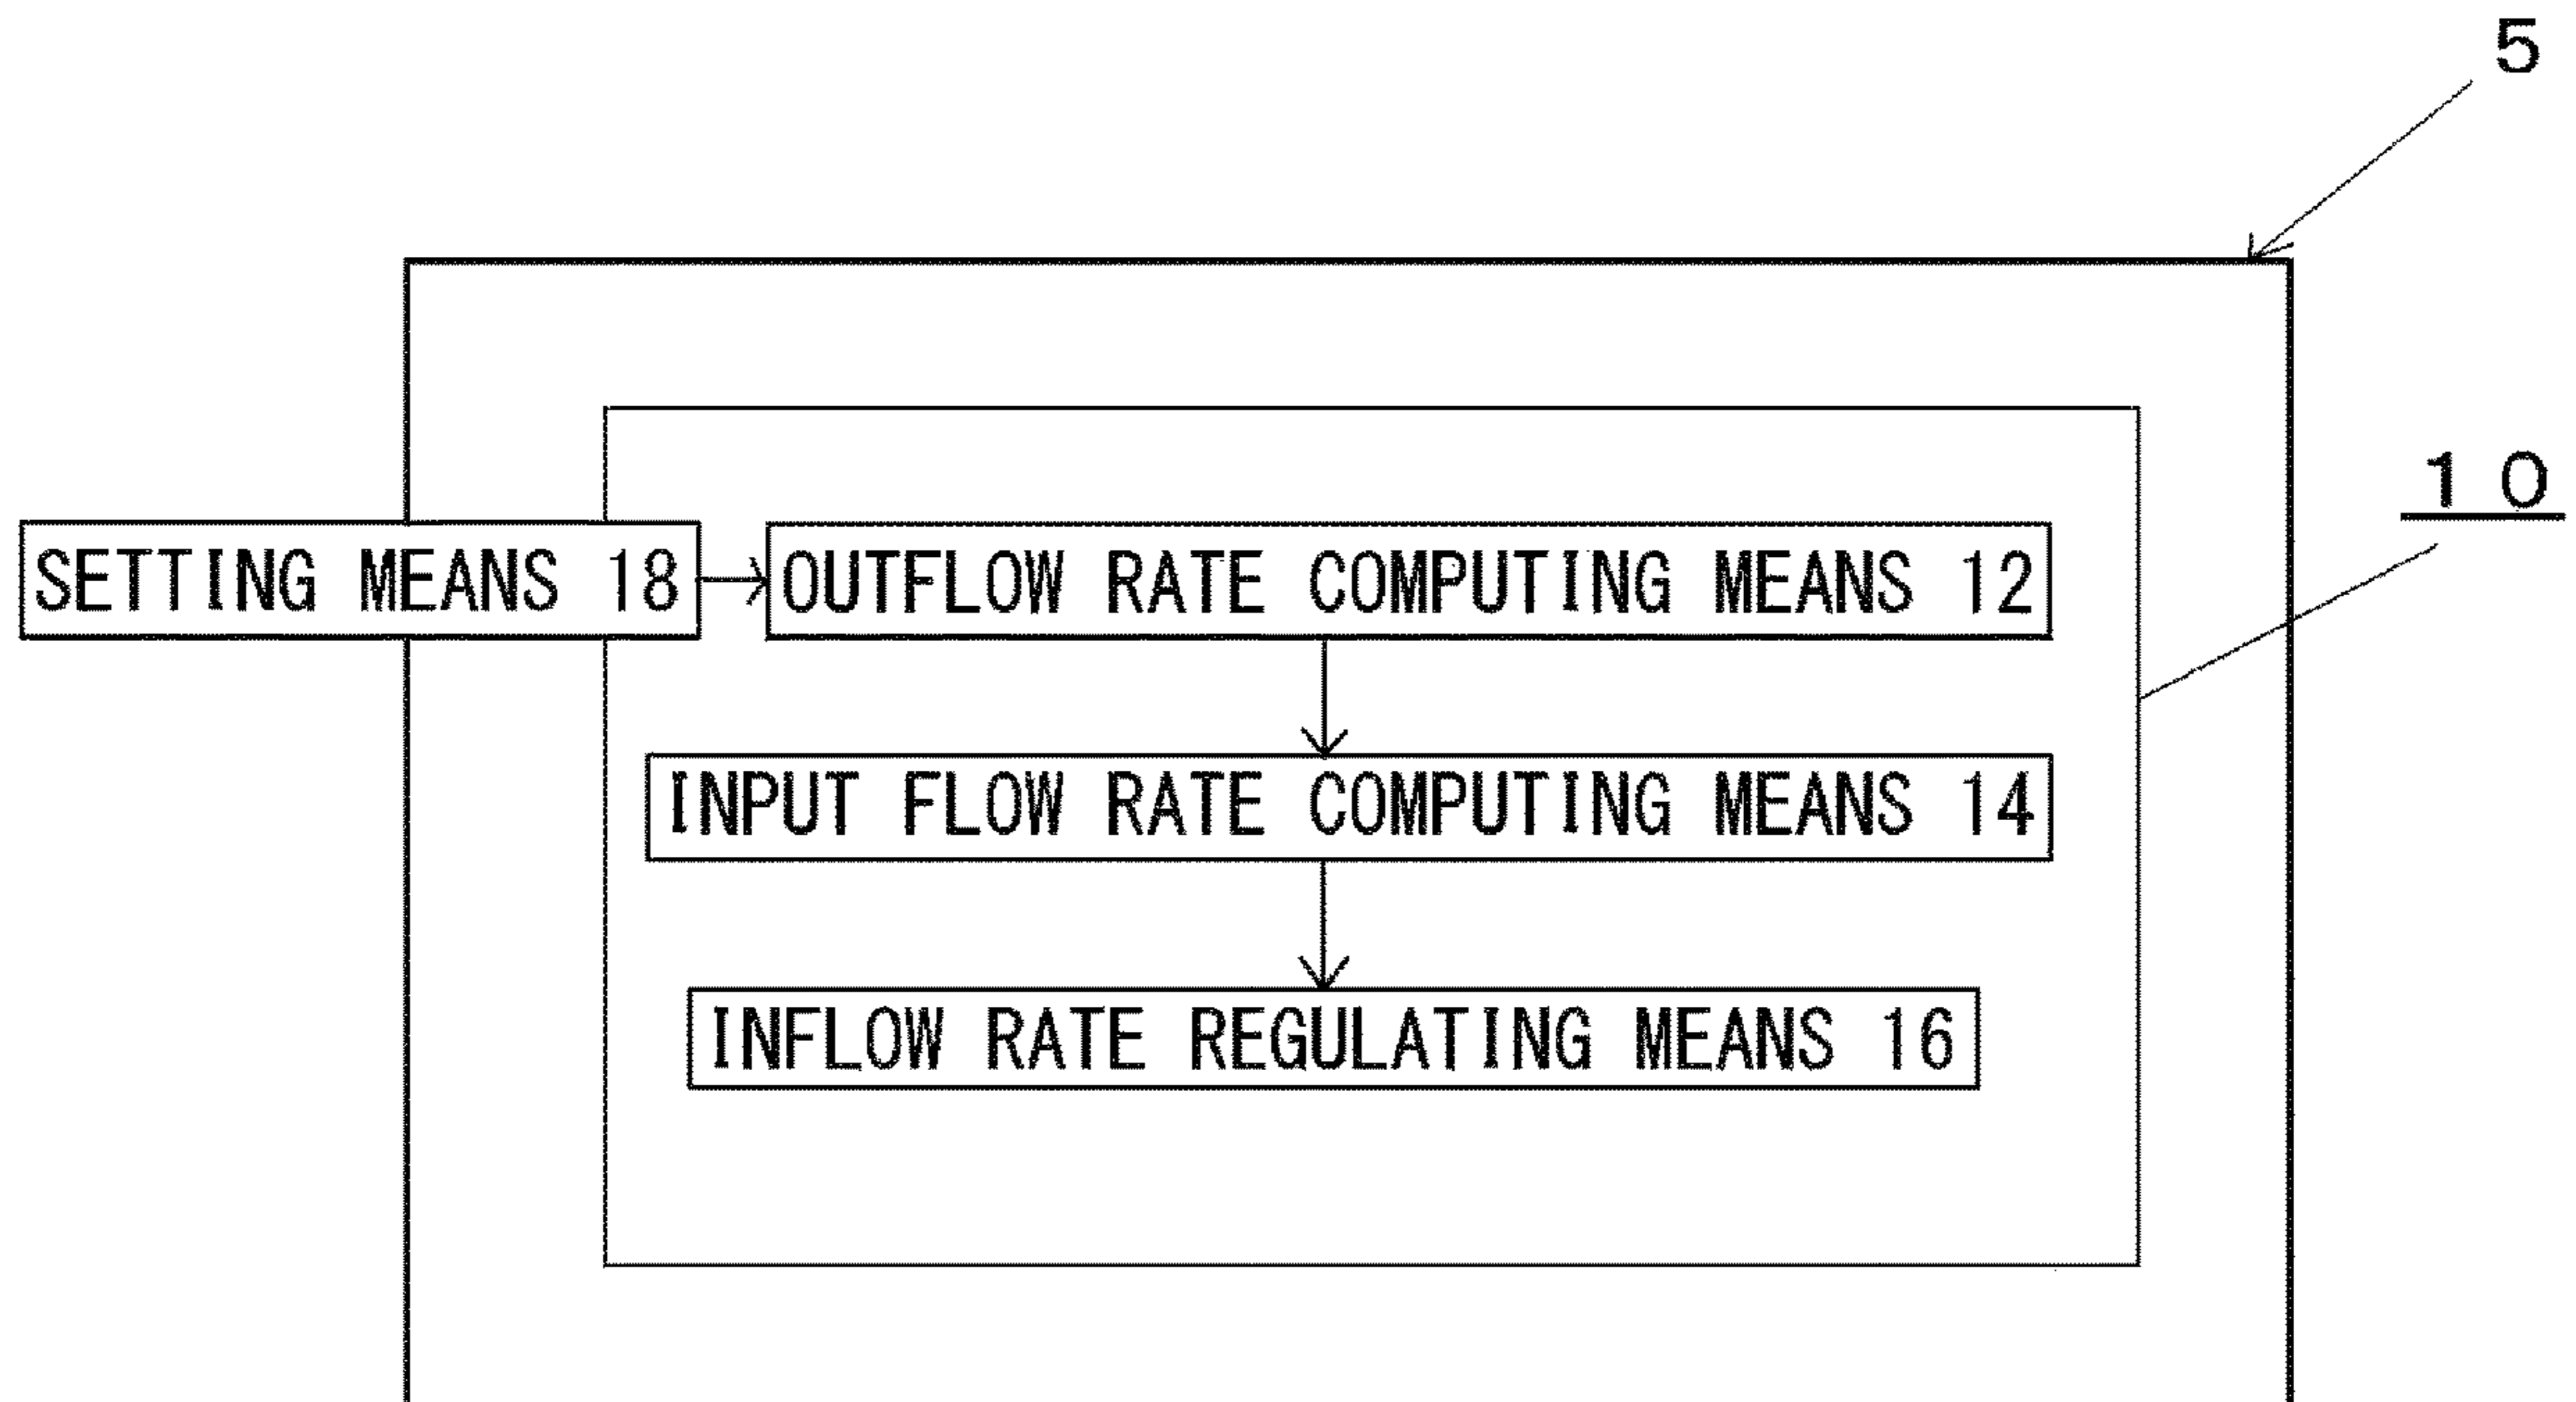 5
10
SETTING MEANS 18
OUTFLOW RATE COMPUTING MEANS 12
INPUT FLOW RATE COMPUTING MEANS 14
INFLOW RATE REGULATING MEANS 16